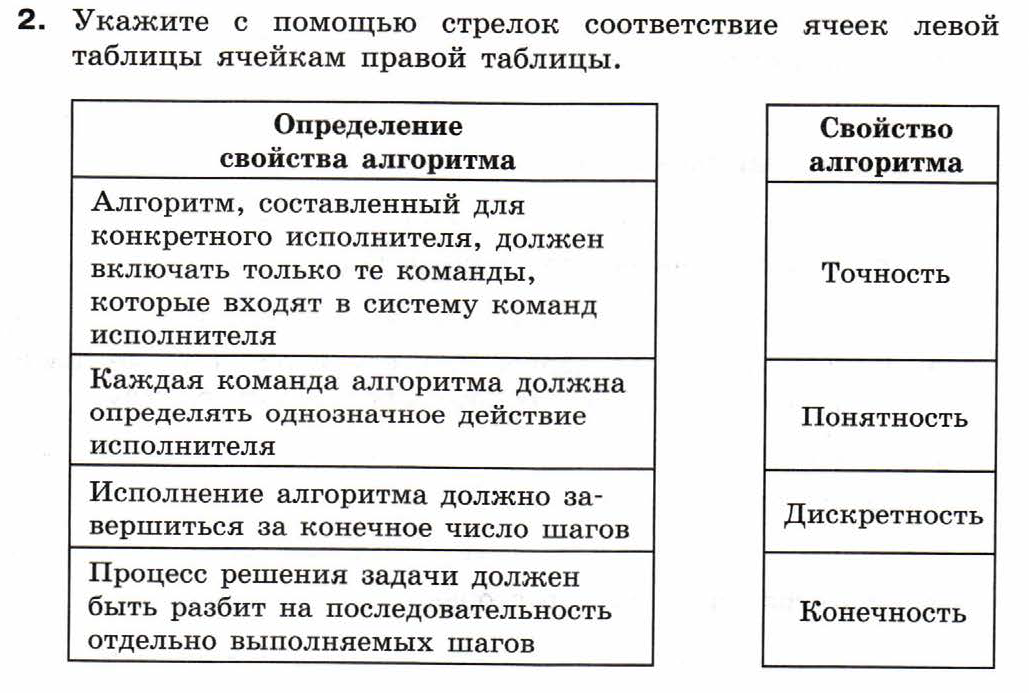 2. Укажите с помощью стрелок соответствие ячеек левой
таблицы ячейкам правой таблицы.
Определение
свойства алгоритма
Алгоритм, составленный для
конкретного исполнителя, должен
включать только те команды,
которые входят в систему команд
исполнителя
Каждая команда алгоритма должна
определять однозначное действие
исполнителя
Исполнение алгоритма должно за-
вершиться за конечное число шагов
Процесс решения задачи должен
быть разбит на последовательность
отдельно выполняемых шагов
Свойство
алгоритма
Точность
Понятность
Дискретность
Конечность